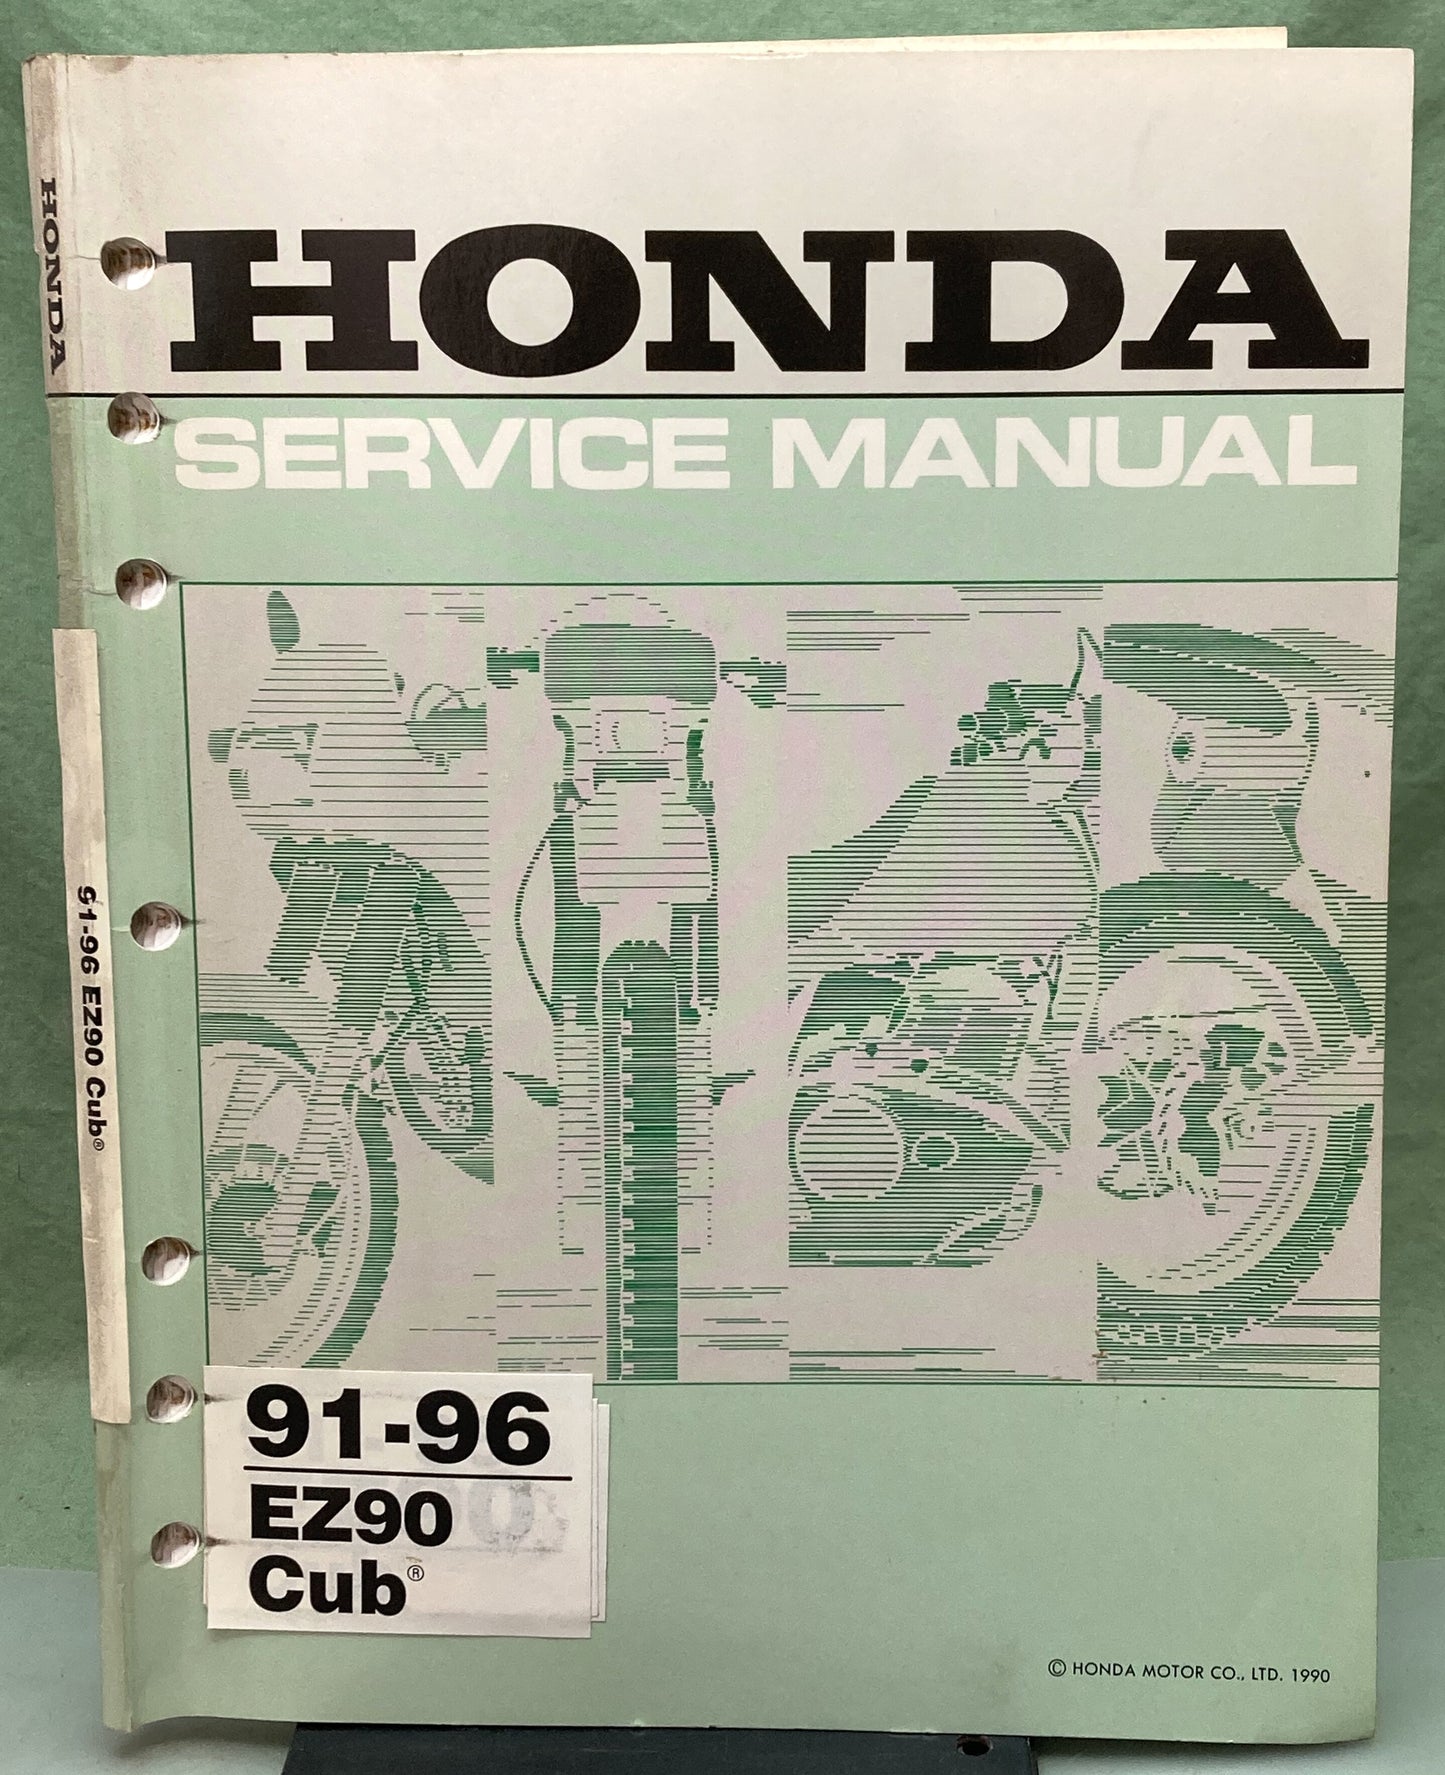 HONDA
SERVICE MANUAL
HONDA
91-96 EZ90 Cub®
91-96
EZ90
Cub®
© HONDA MOTOR CO., LTD. 1990